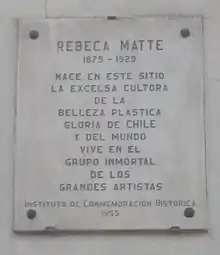 REBECA MATTE
1875 - 1929
NACE EN ESTE SITIO
LA EXCELSA CULTORA
DE LA
BELLEZA PLASTICA
GLORIA DE CHILE
Y DEL MUNDO
VIVE EN EL
GRUPO INMORTAL
DE LOS
GRANDES ARTISTAS
INSTITUTO DE CONMEMORACION HISTORICA
1955